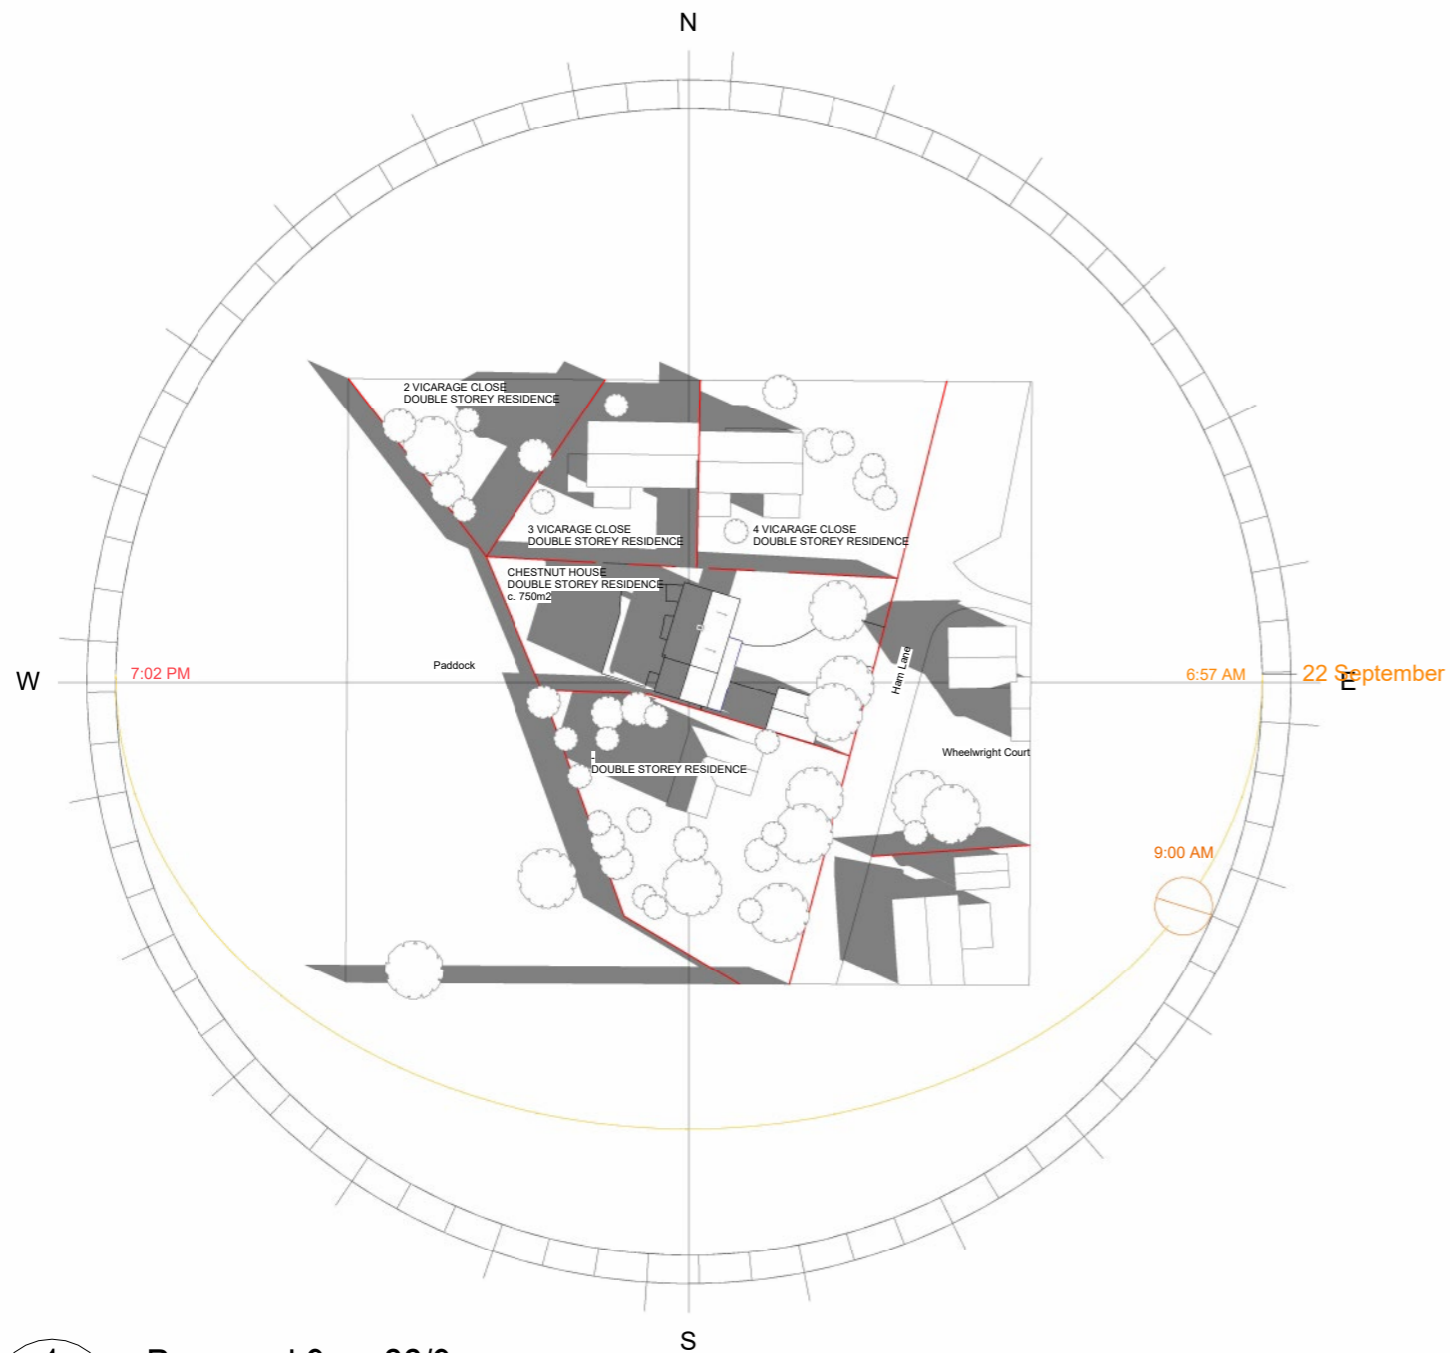 N
2 VICARAGE CLOSE
DOUBLE STOREY RESIDENCE
3 VICARAGE CLOSE
DOUBLE STOREY RESIDENCE
4 VICARAGE CLOSE
DOUBLE STOREY RESIDENCE
CHESTNUT HOUSE
DOUBLE STOREY RESIDENCE
c. 750m2
Ham Lane
Paddock
W
7:02 PM
6:57 AM
22 September
E
Wheelwright Court
-
DOUBLE STOREY RESIDENCE
9:00 AM
S